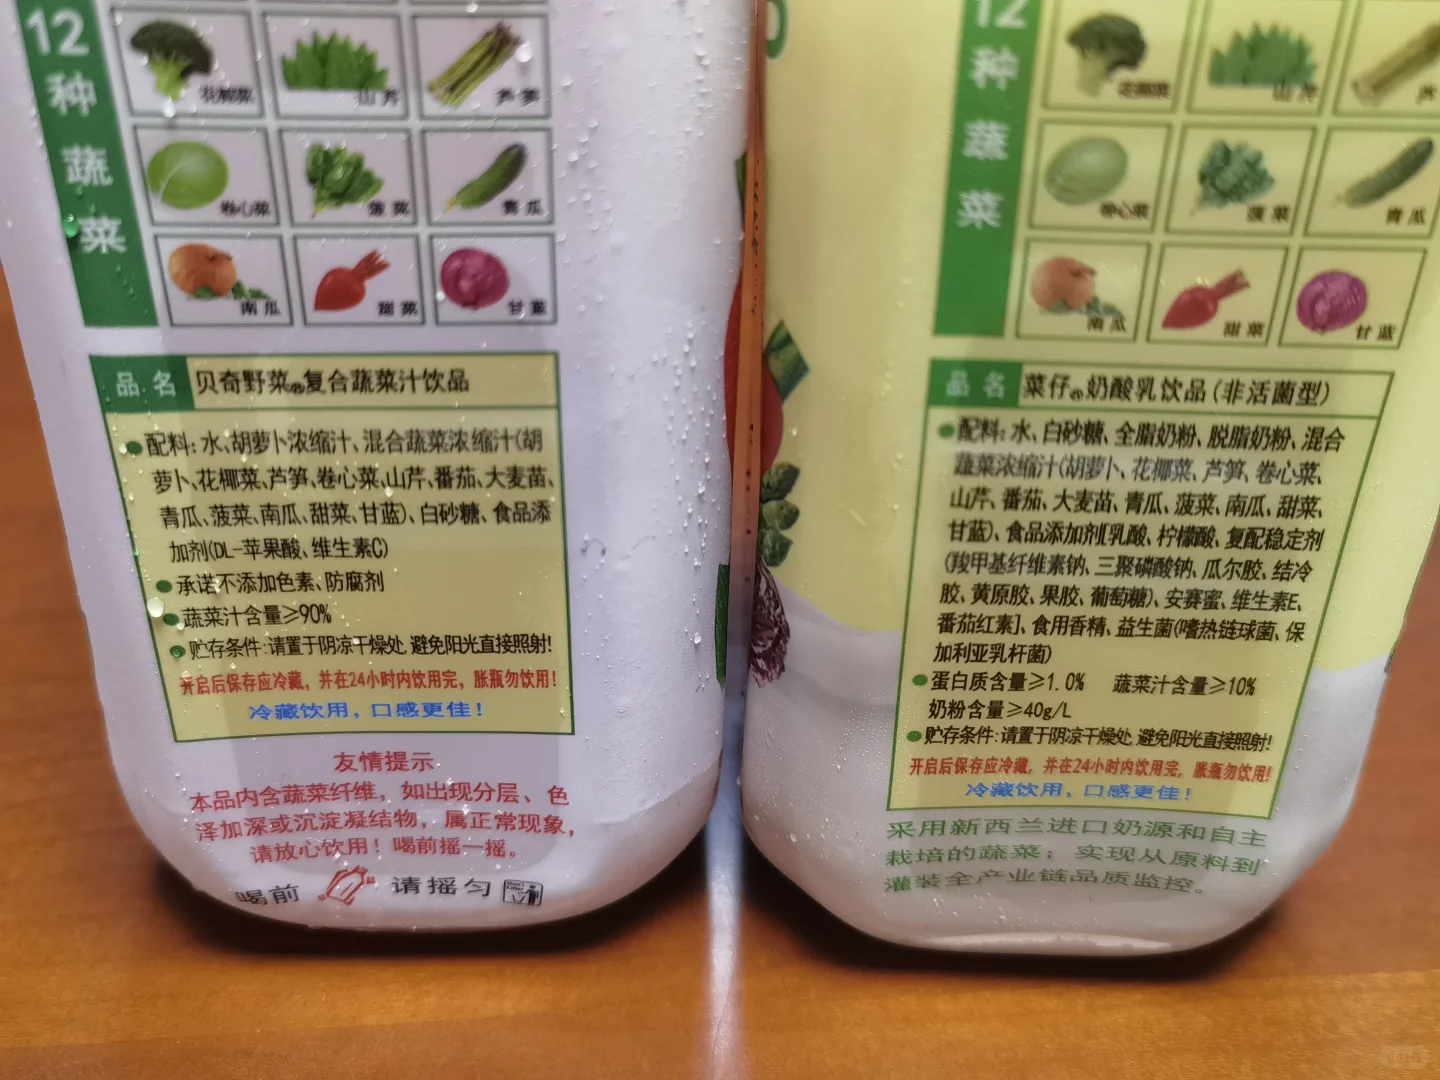 12
种
蔬
菜
花椰菜
山芹
芦笋
卷心菜
菠菜
青瓜
南瓜
甜菜
甘蓝
品名 贝奇野菜®复合蔬菜汁饮品
●配料:水、胡萝卜浓缩汁、混合蔬菜浓缩汁(胡
萝卜、花椰菜、芦笋、卷心菜、山芹、番茄、大麦苗、
青瓜、菠菜、南瓜、甜菜、甘蓝)、白砂糖、食品添
加剂(DL-苹果酸、维生素C)
●承诺不添加色素、防腐剂
●蔬菜汁含量≥90%
●贮存条件:请置于阴凉干燥处,避免阳光直接照射!
开启后保存应冷藏，并在24小时内饮用完，胀瓶勿饮用!
冷藏饮用，口感更佳!
友情提示
本品内含蔬菜纤维，如出现分层、色
泽加深或沉淀凝结物，属正常现象，
请放心饮用！喝前摇一摇。
喝前 请摇匀
12
种
蔬
菜
花椰菜
山芹
芦
卷心菜
菠菜
青瓜
南瓜
甜菜
甘蓝
品名 菜仔®奶酸乳饮品(非活菌型)
●配料:水、白砂糖、全脂奶粉、脱脂奶粉、混合
蔬菜浓缩汁(胡萝卜、花椰菜、芦笋、卷心菜、
山芹、番茄、大麦苗、青瓜、菠菜、南瓜、甜菜、
甘蓝)、食品添加剂[乳酸、柠檬酸、复配稳定剂
(羧甲基纤维素钠、三聚磷酸钠、瓜尔胶、结冷
胶、黄原胶、果胶、葡萄糖)、安赛蜜、维生素E、
番茄红素]、食用香精、益生菌(嗜热链球菌、保
加利亚乳杆菌)
●蛋白质含量≥1.0% 蔬菜汁含量≥10%
奶粉含量≥40g/L
●贮存条件:请置于阴凉干燥处,避免阳光直接照射!
开启后保存应冷藏，并在24小时内饮用完，胀瓶勿饮用!
冷藏饮用，口感更佳!
采用新西兰进口奶源和自主
栽培的蔬菜；实现从原料到
灌装全产业链品质监控。